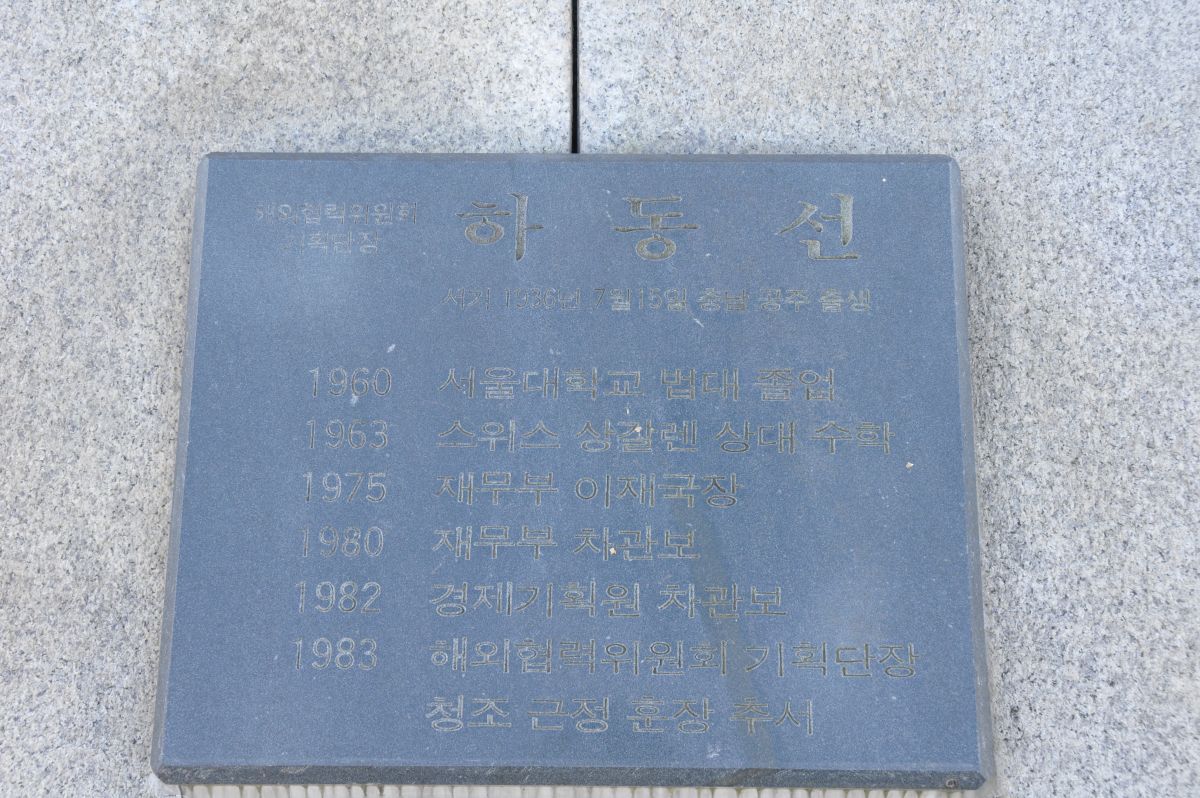 해외협력위원회
기획단장
하동선
서기 1936년 7월15일 충남 공주 출생
1960 서울대학교 법대 졸업
1963 스위스 상갈렌 상대 수학
1975 재무부 이재국장
1980 재무부 차관보
1982 경제기획원 차관보
1983 해외협력위원회 기획단장
청조 근정 훈장 추서